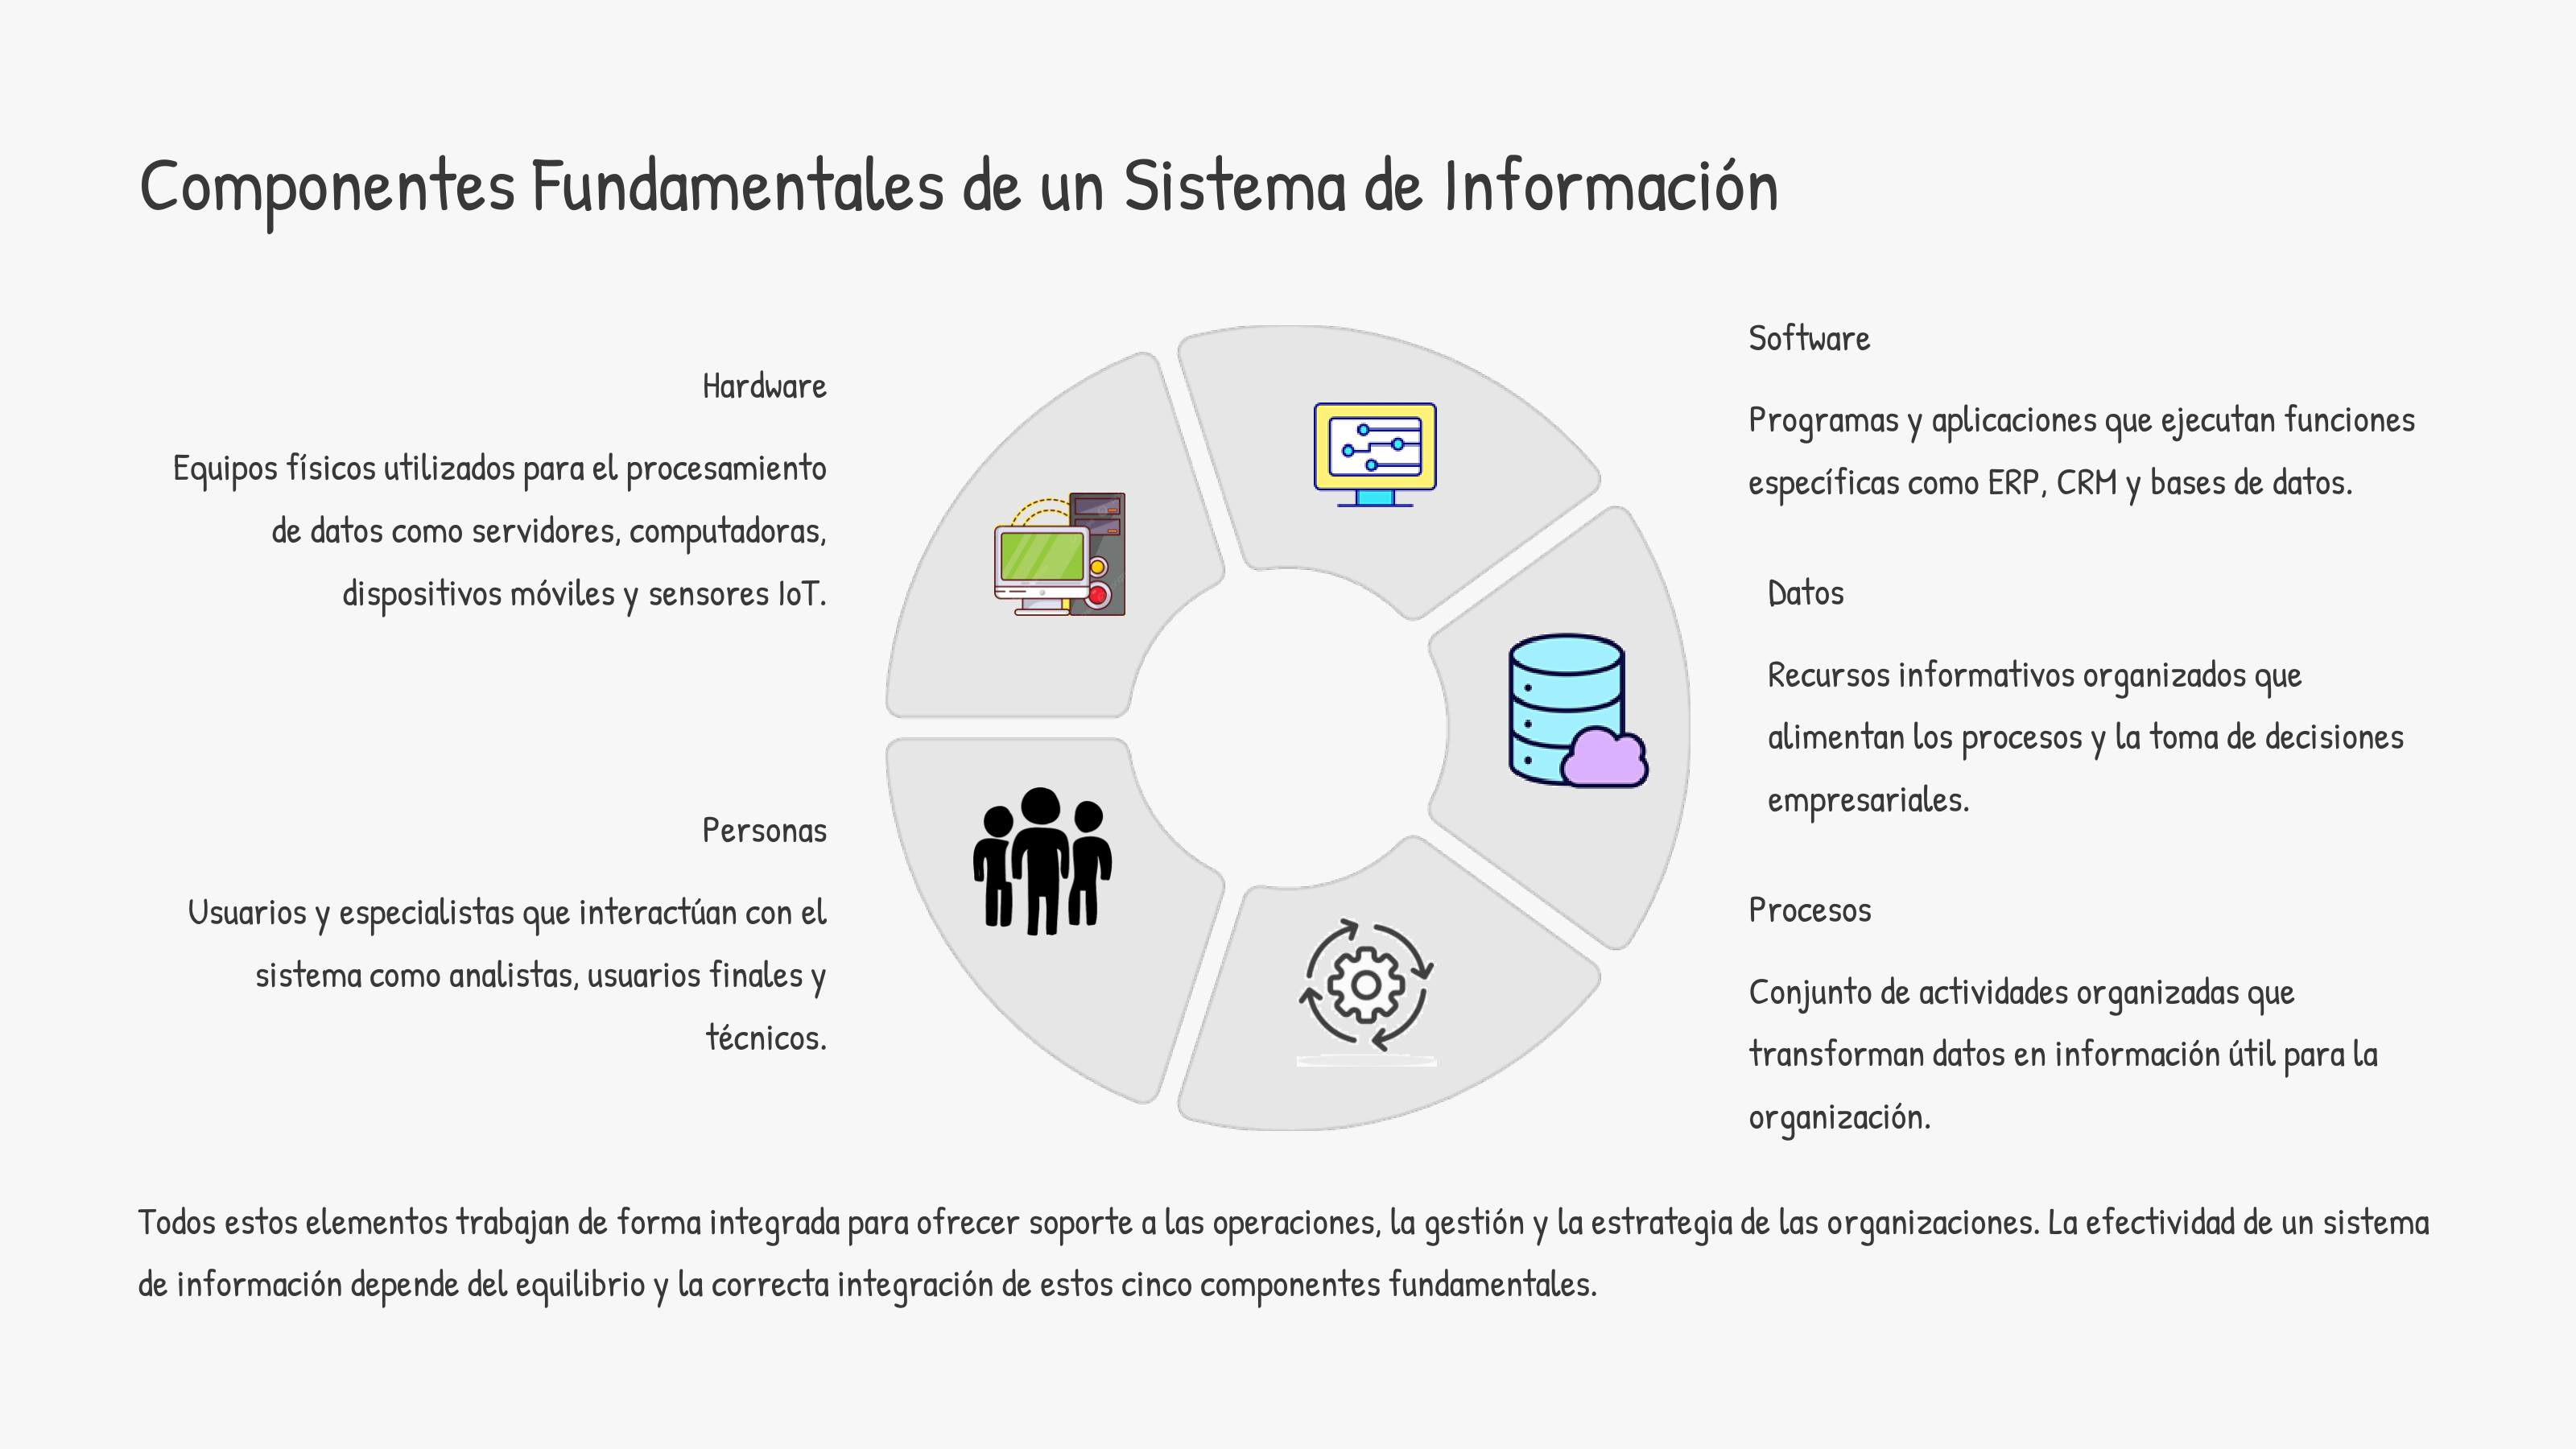 Componentes Fundamentales de un Sistema de Información
Hardware
Equipos físicos utilizados para el procesamiento
de datos como servidores, computadoras,
dispositivos móviles y sensores IoT.
Personas
Usuarios y especialistas que interactúan con el
sistema como analistas, usuarios finales y
técnicos.
Software
Programas y aplicaciones que ejecutan funciones
específicas como ERP, CRM y bases de datos.
Datos
Recursos informativos organizados que
alimentan los procesos y la toma de decisiones
empresariales.
Procesos
Conjunto de actividades organizadas que
transforman datos en información útil para la
organización.
Todos estos elementos trabajan de forma integrada para ofrecer soporte a las operaciones, la gestión y la estrategia de las organizaciones. La efectividad de un sistema
de información depende del equilibrio y la correcta integración de estos cinco componentes fundamentales.